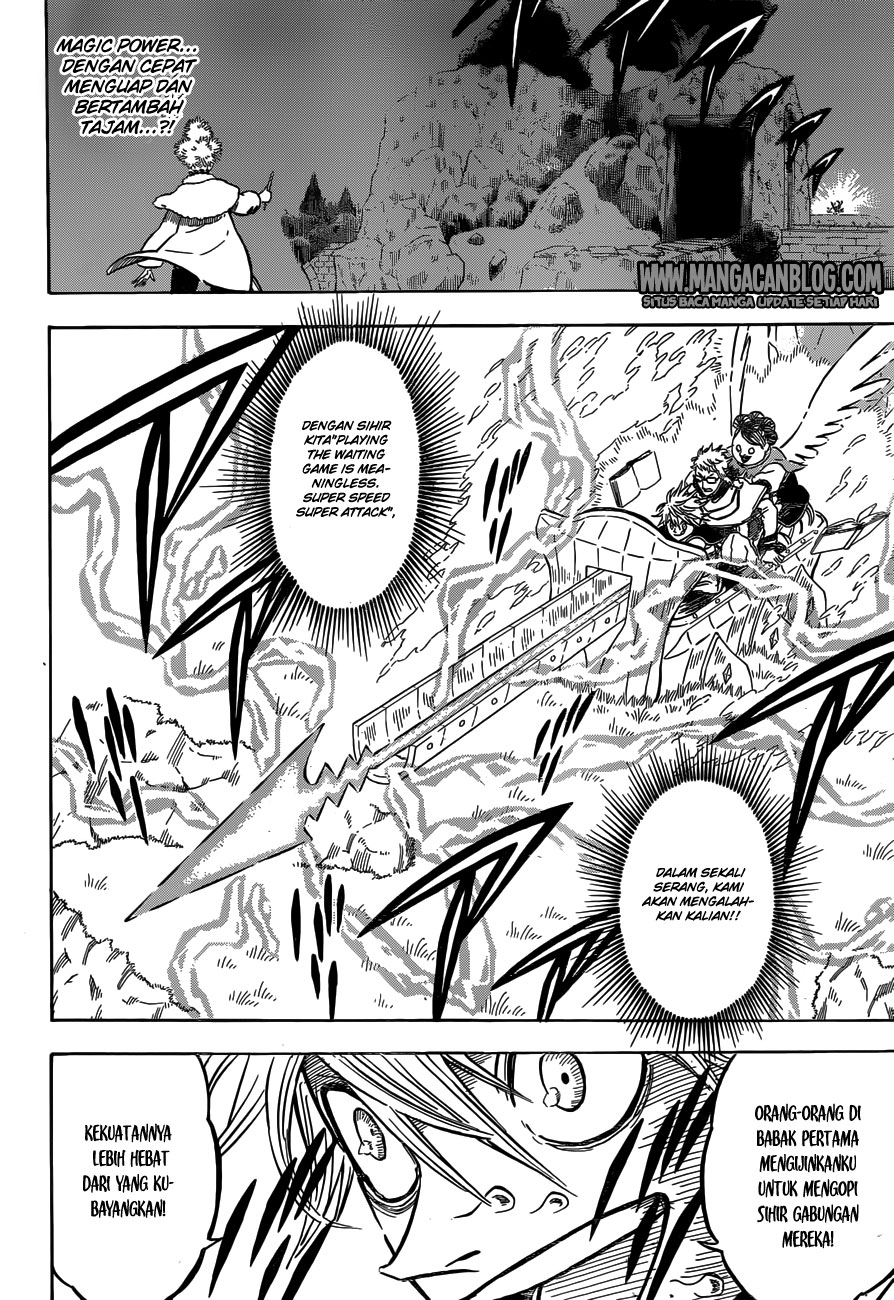 MAGIC POWER...
DENGAN CEPAT
MENGUAP DAN
BERTAMBAH
TAJAM...?!
WWW.MANGACANBLOG.COM
SITUS BACA MANGA UPDATE SETIAP HARI
DENGAN SIHIR
KITA"PLAYING
THE WAITING
GAME IS MEA-
NINGLESS.
SUPER SPEED
SUPER ATTACK",
DALAM SEKALI
SERANG, KAMI
AKAN MENGALAH-
KAN KALIAN!!
ORANG-ORANG DI
BABAK PERTAMA
MENGIJINKANKU
UNTUK MENGOPI
SIHIR GABUNGAN
MEREKA!
KEKUATANNYA
LEBIH HEBAT
DARI YANG KU-
BAYANGKAN!